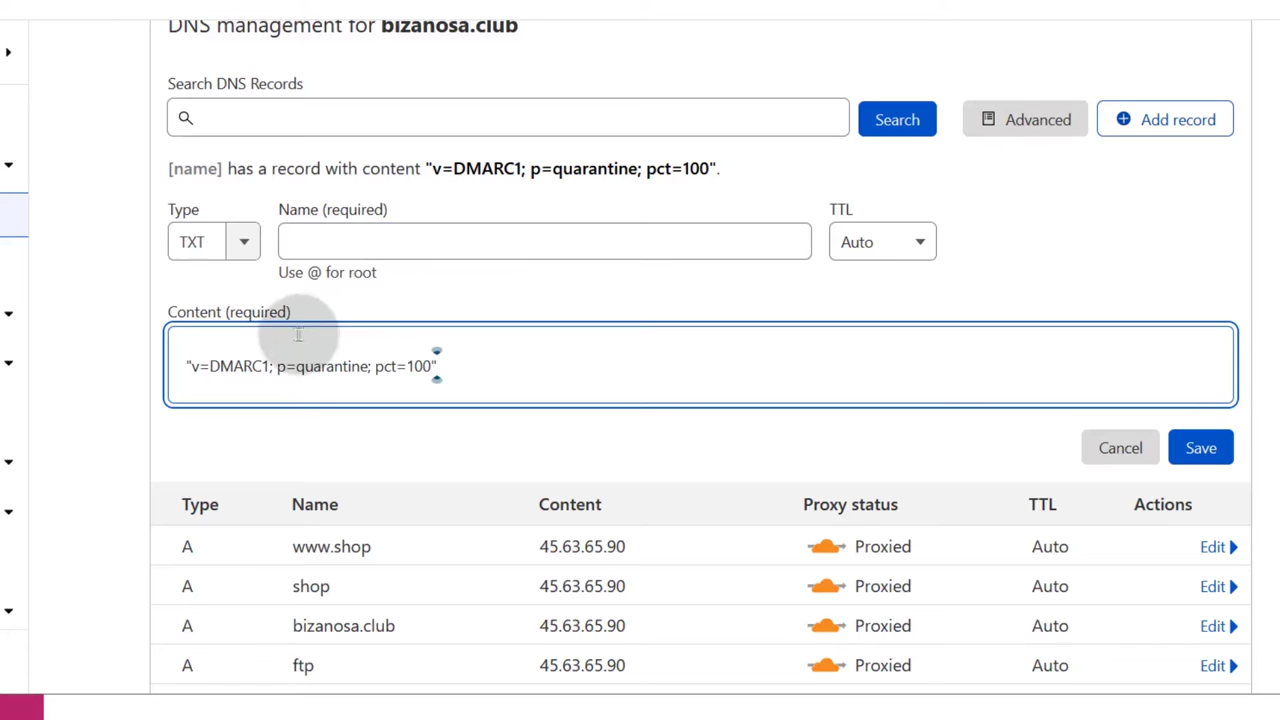 DNS management for bizanosa.club
Search DNS Records
Search
Advanced
Add record
[name] has a record with content "v=DMARC1; p=quarantine; pct=100".
Type
Name (required)
TTL
TXT
Auto
Use @ for root
Content (required)
"v=DMARC1; p=quarantine; pct=100"
Cancel
Save
Type Name Content Proxy status TTL Actions
A www.shop 45.63.65.90 Proxied Auto Edit
A shop 45.63.65.90 Proxied Auto Edit
A bizanosa.club 45.63.65.90 Proxied Auto Edit
A ftp 45.63.65.90 Proxied Auto Edit